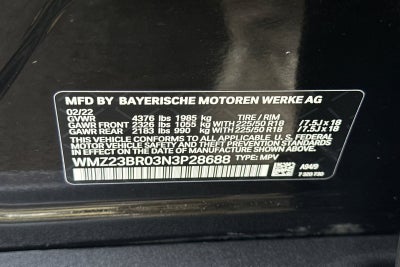 MFD BY BAYERISCHE MOTOREN WERKE AG
02/22
GVWR 4376 lbs 1985 kg TIRE / RIM
GAWR FRONT 2326 lbs 1055 kg 225/50 R18 /7.5J x 18
GAWR REAR 2183 lbs 990 kg 225/50 R18 /7.5J x 18
THIS VEHICLE CONFORMS TO ALL APPLICABLE U.S. FEDERAL
MOTOR VEHICLE SAFETY AND THEFT PREVENTION STANDARDS IN
EFFECT ON THE DATE OF MANUFACTURE SHOWN ABOVE.
WMZ23BR03N3P28688 TYPE: MPV
A94/9